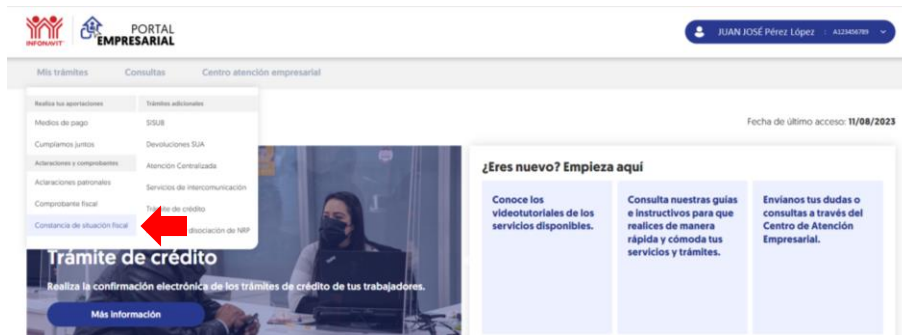 INFONAVIT
PORTAL
EMPRESARIAL
JUAN JOSÉ Pérez López : A123456789
Mis trámites Consultas Centro atención empresarial
Realiza tus aportaciones
Medios de pago
Cumplamos juntos
Aclaraciones y comprobantes
Aclaraciones patronales
Comprobante fiscal
Constancia de situación fiscal
Trámites adicionales
SISUB
Devoluciones SUA
Atención Centralizada
Servicios de intercomunicación
Trámite de crédito
disociación de NRP
Fecha de último acceso: 11/08/2023
Trámite de crédito
Realiza la confirmación electrónica de los trámites de crédito de tus trabajadores.
Más información
¿Eres nuevo? Empieza aquí
Conoce los
videotutoriales de los
servicios disponibles.
Consulta nuestras guías
e instructivos para que
realices de manera
rápida y cómoda tus
servicios y trámites.
Envíanos tus dudas o
consultas a través del
Centro de Atención
Empresarial.